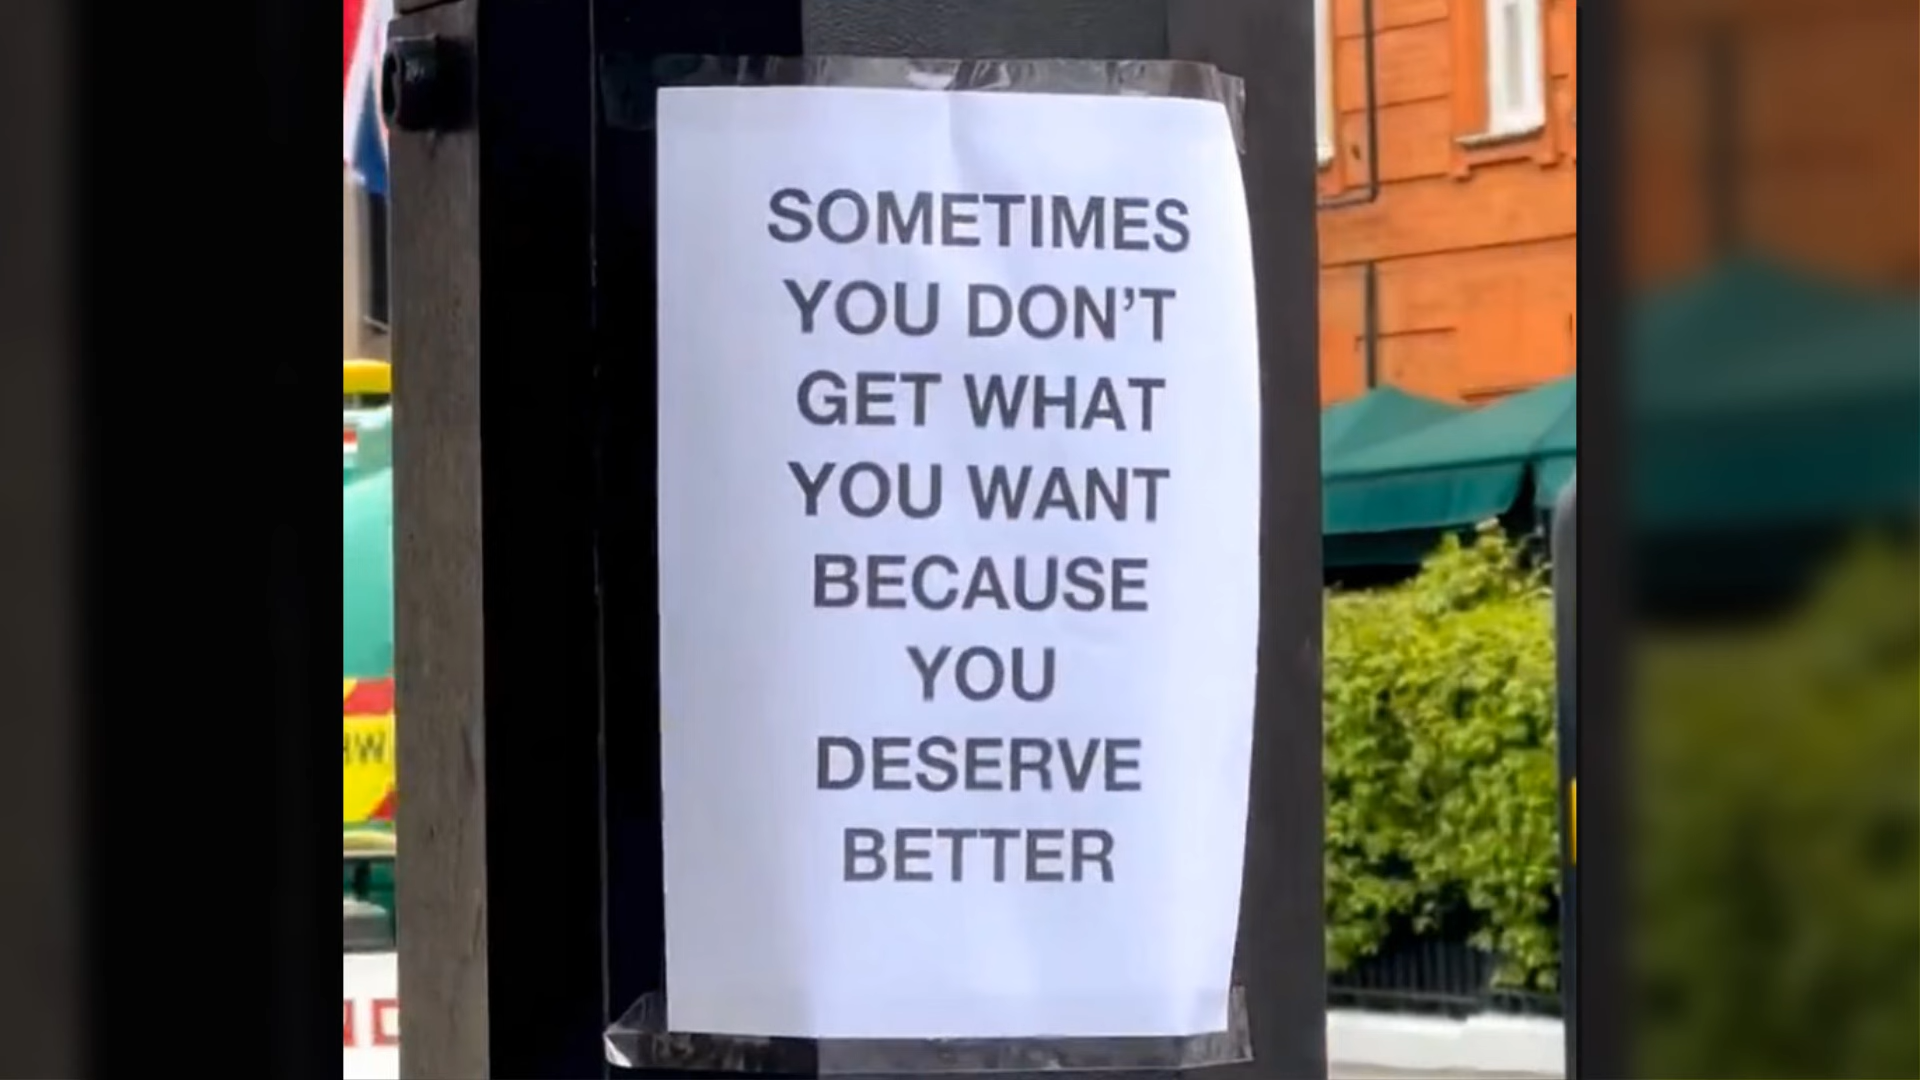 SOMETIMES
YOU DON'T
GET WHAT
YOU WANT
BECAUSE
YOU
DESERVE
BETTER